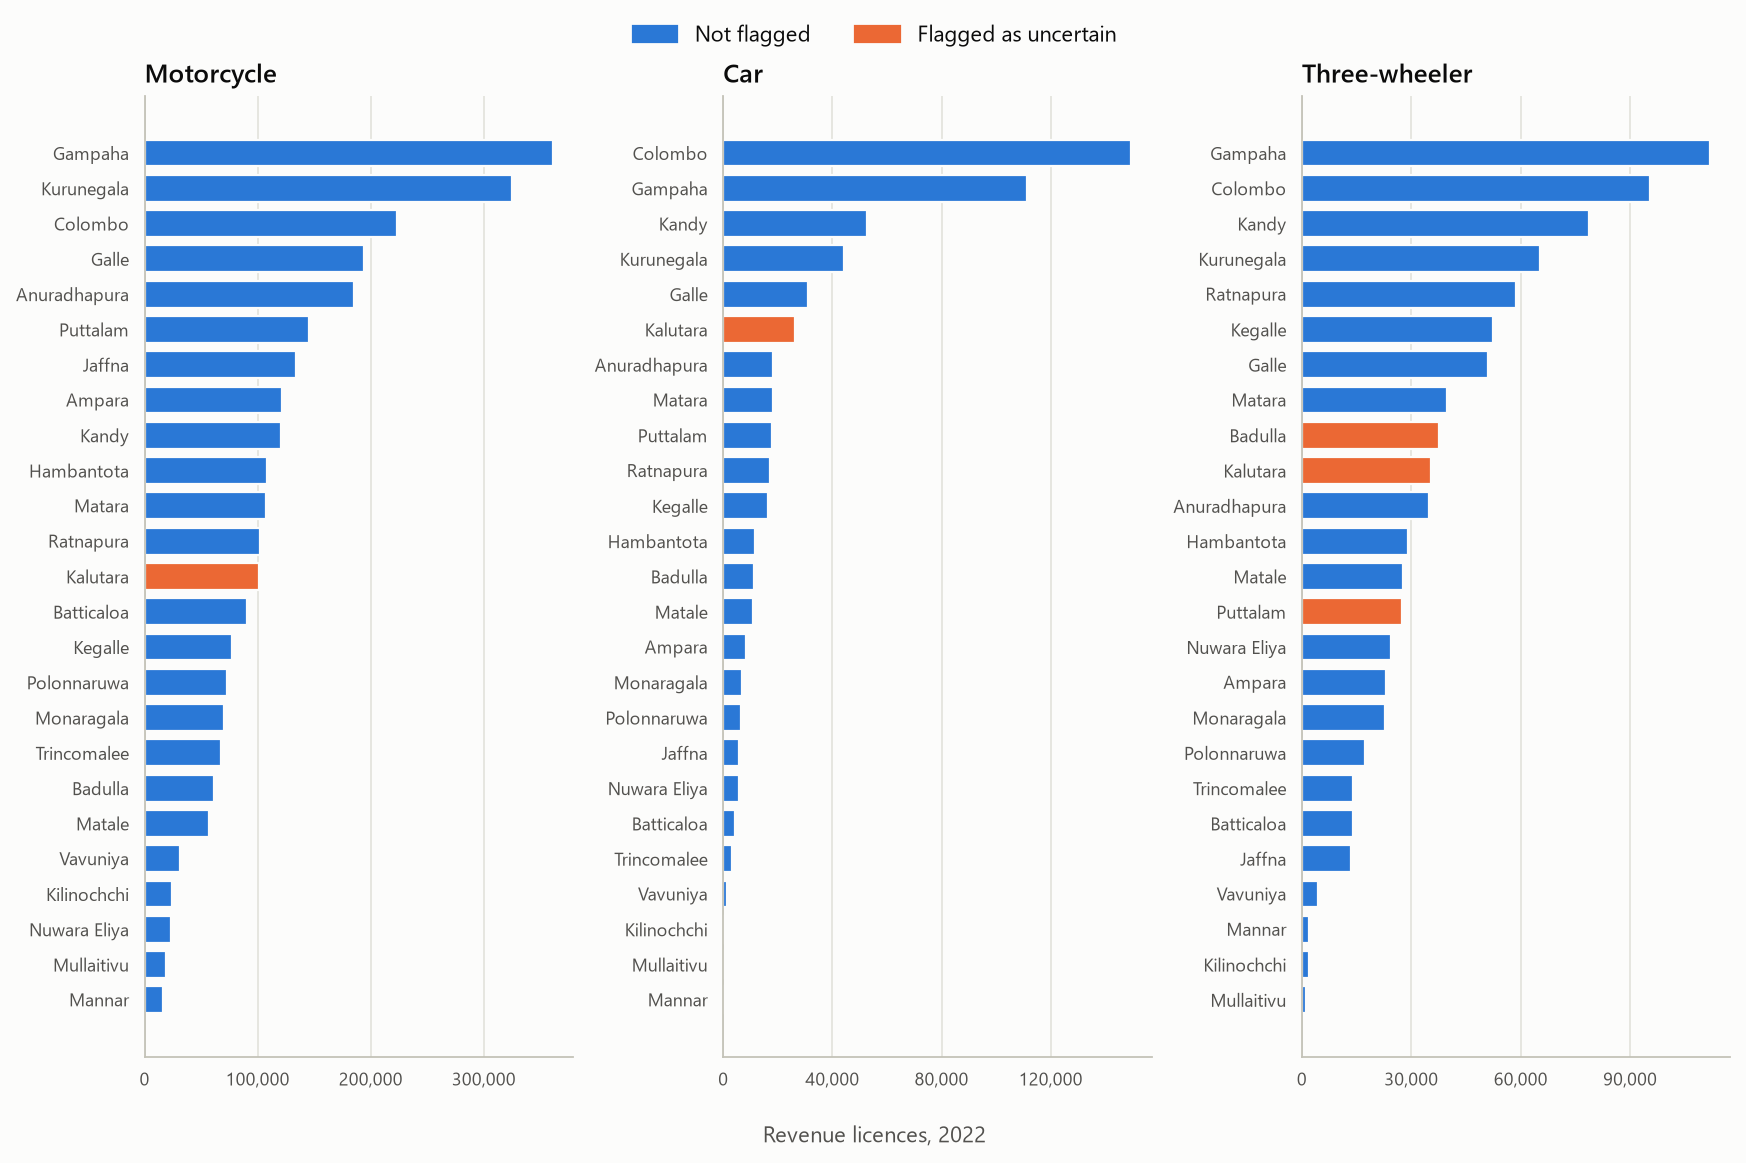 Not flagged
Flagged as uncertain
Motorcycle
Gampaha
Kurunegala
Colombo
Galle
Anuradhapura
Puttalam
Jaffna
Ampara
Kandy
Hambantota
Matara
Ratnapura
Kalutara
Batticaloa
Kegalle
Polonnaruwa
Monaragala
Trincomalee
Badulla
Matale
Vavuniya
Kilinochchi
Nuwara Eliya
Mullaitivu
Mannar
0
100,000
200,000
300,000
Car
Colombo
Gampaha
Kandy
Kurunegala
Galle
Kalutara
Anuradhapura
Matara
Puttalam
Ratnapura
Kegalle
Hambantota
Badulla
Matale
Ampara
Monaragala
Polonnaruwa
Jaffna
Nuwara Eliya
Batticaloa
Trincomalee
Vavuniya
Kilinochchi
Mullaitivu
Mannar
0
40,000
80,000
120,000
Three-wheeler
Gampaha
Colombo
Kandy
Kurunegala
Ratnapura
Kegalle
Galle
Matara
Badulla
Kalutara
Anuradhapura
Hambantota
Matale
Puttalam
Nuwara Eliya
Ampara
Monaragala
Polonnaruwa
Trincomalee
Batticaloa
Jaffna
Vavuniya
Mannar
Kilinochchi
Mullaitivu
0
30,000
60,000
90,000
Revenue licences, 2022